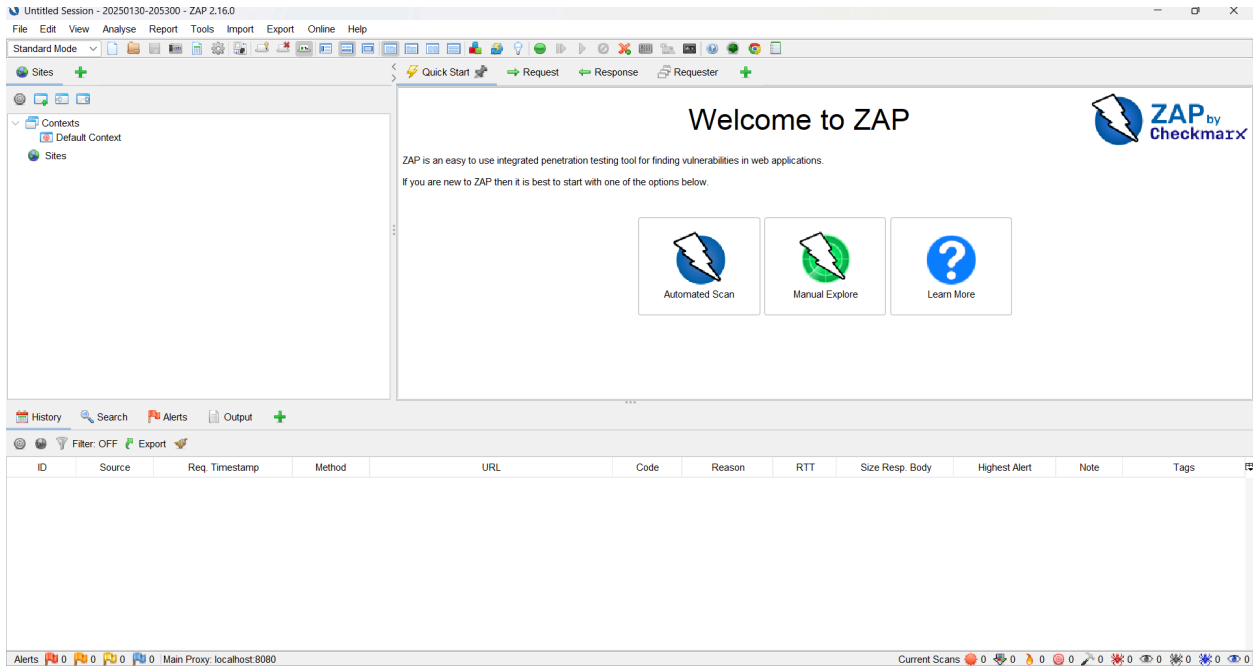 Untitled Session - 20250130-205300 - ZAP 2.16.0
File Edit View Analyse Report Tools Import Export Online Help
Standard Mode
Sites
Quick Start Request Response Requester
Contexts
Default Context
Sites
Welcome to ZAP
ZAP by
Checkmarx
ZAP is an easy to use integrated penetration testing tool for finding vulnerabilities in web applications.
If you are new to ZAP then it is best to start with one of the options below.
Automated Scan Manual Explore Learn More
History Search Alerts Output
Filter: OFF Export
ID Source Req. Timestamp Method URL Code Reason RTT Size Resp. Body Highest Alert Note Tags
Alerts 0 0 0 0 Main Proxy: localhost:8080 Current Scans 0 0 0 0 0 0 0 0 0 0